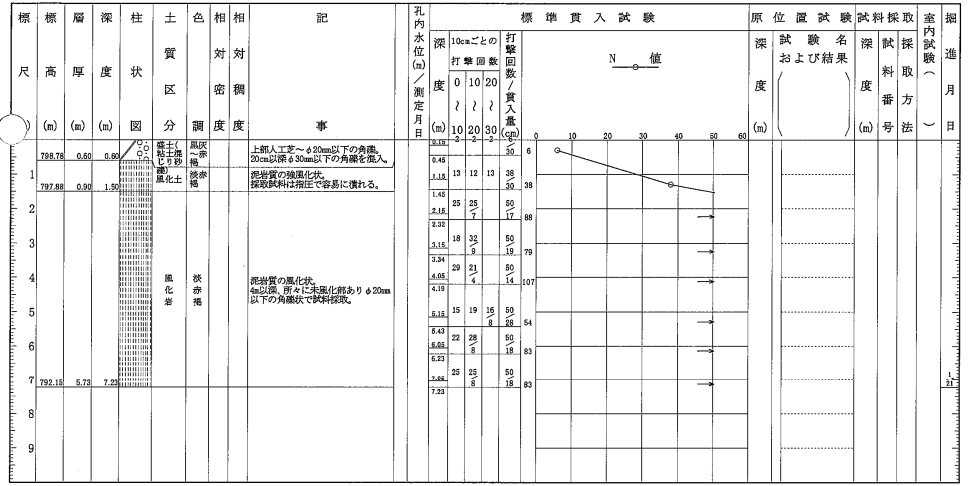 標尺
標高
(m)
層厚
(m)
深度
(m)
柱状図
土質区分
色調
相対密度
相対稠度
記事
孔内水位(m)/測定月日
標準貫入試験
深度
(m)
10cmごとの
打撃回数
0 10 20
~ ~ ~
10 20 30
打撃回数/貫入量
(cm)
N 値
0 10 20 30 40 50 60
原位置試験
深度
(m)
試験名
および結果
試料採取
深度
(m)
試料番号
採取方法
室内試験( )
掘進月日
盛土(
粘土混
じり砂
礫)
黒灰
~赤
褐
上部人工芝~φ20mm以下の角礫。
20cm以深φ30mm以下の角礫を混入。
798.78 0.60 0.60
風化土
淡赤
褐
泥岩質の強風化状。
採取試料は指圧で容易に潰れる。
797.88 0.90 1.50
風化岩
淡赤褐
泥岩質の風化状。
4m以深、所々に未風化部ありφ20mm
以下の角礫状で試料採取。
792.15 5.73 7.23
1
2
3
4
5
6
7
8
9
0.15 2 2 2 6/30 6
0.45
1.15 13 12 13 38/30 38
1.45
2.15 25 25/7 50/17 88
2.32
3.15 18 32/9 50/19 79
3.34
4.05 29 21/4 50/14 107
4.19
5.15 15 19 16/8 50/28 54
5.43
6.05 22 28/8 50/18 83
6.23
7.05 25 25/8 50/18 83
7.23
1/21